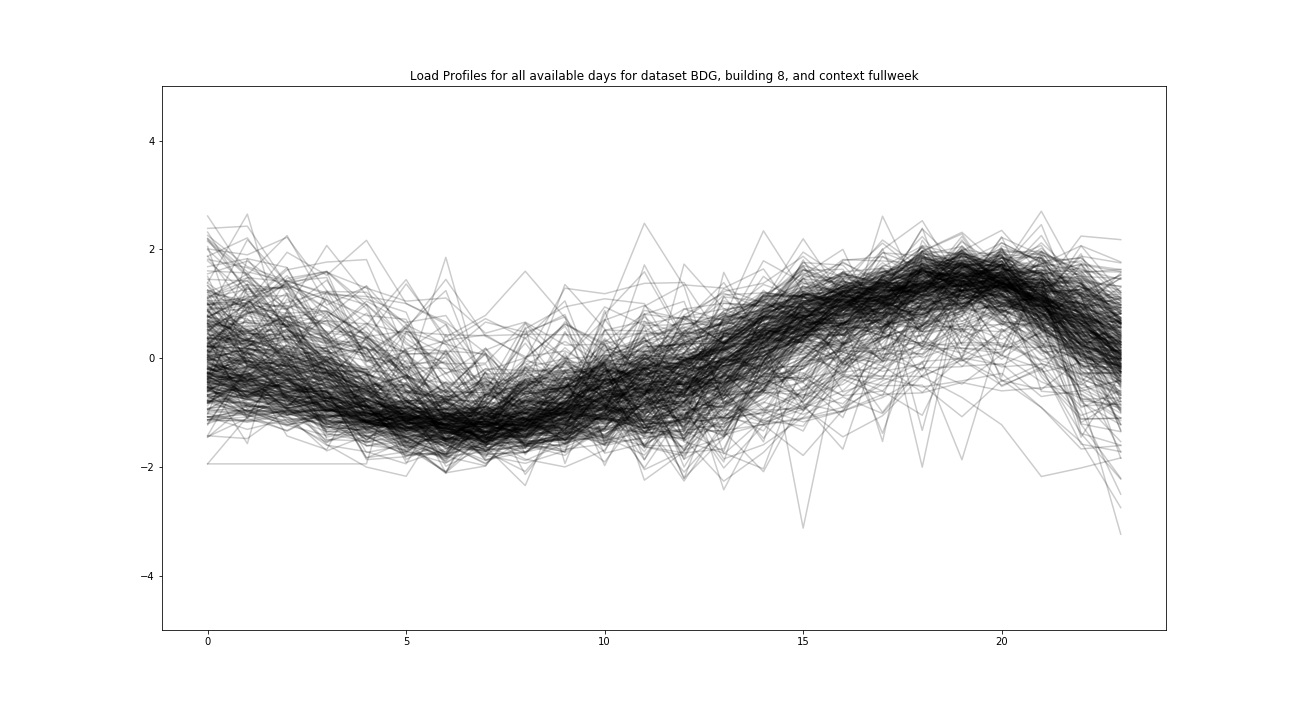 Load Profiles for all available days for dataset BDG, building 8, and context fullweek
4
2
0
−2
−4
0 5 10 15 20